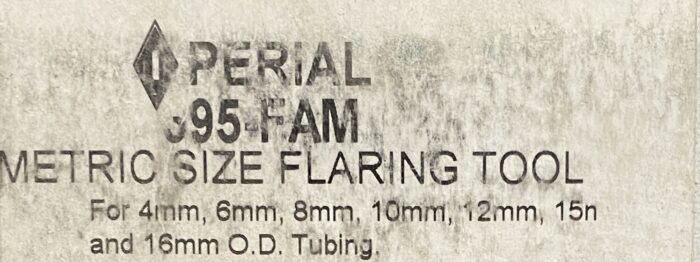 PERIAL
95-FAM
METRIC SIZE FLARING TOOL
For 4mm, 6mm, 8mm, 10mm, 12mm, 15n
and 16mm O.D. Tubing.